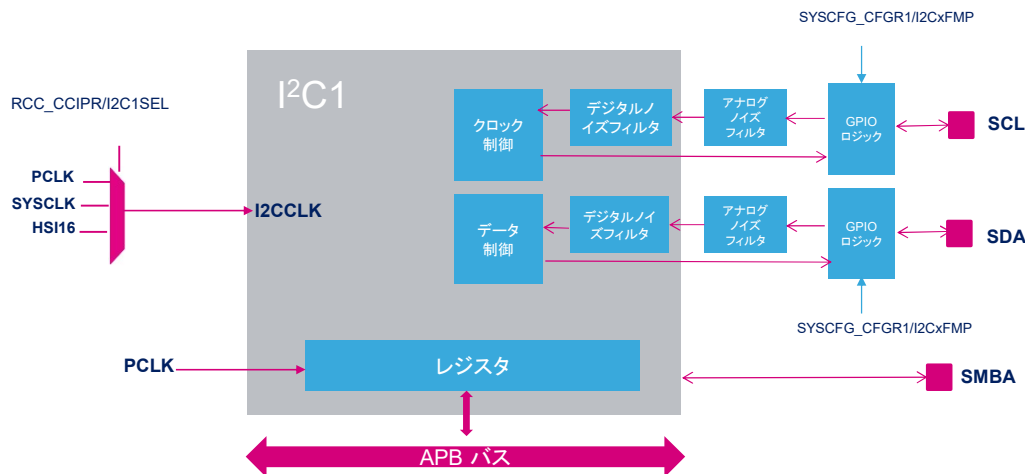 SYSCFG_CFGR1/I2CxFMP
RCC_CCIPR/I2C1SEL
I²C1
PCLK
SYSCLK
HSI16
I2CCLK
クロック
制御
デジタルノ
イズフィルタ
アナログ
ノイズ
フィルタ
GPIO
ロジック
SCL
データ
制御
デジタルノイ
ズフィルタ
アナログ
ノイズ
フィルタ
GPIO
ロジック
SDA
SYSCFG_CFGR1/I2CxFMP
PCLK
レジスタ
SMBA
APB バス